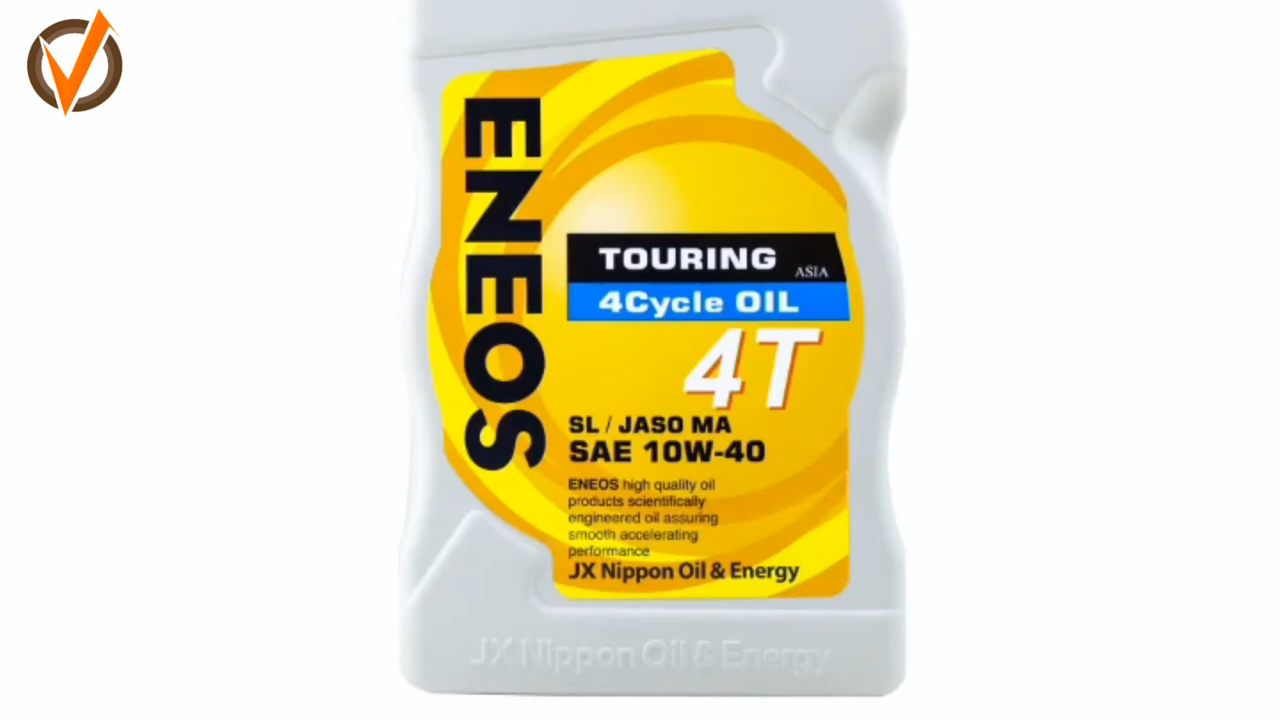 ENEOS
TOURING ASIA
4Cycle OIL
4T
SL / JASO MA
SAE 10W-40
ENEOS high quality oil
products scientifically
engineered oil assuring
smooth accelerating
performance
JX Nippon Oil & Energy
JX Nippon Oil & Energy